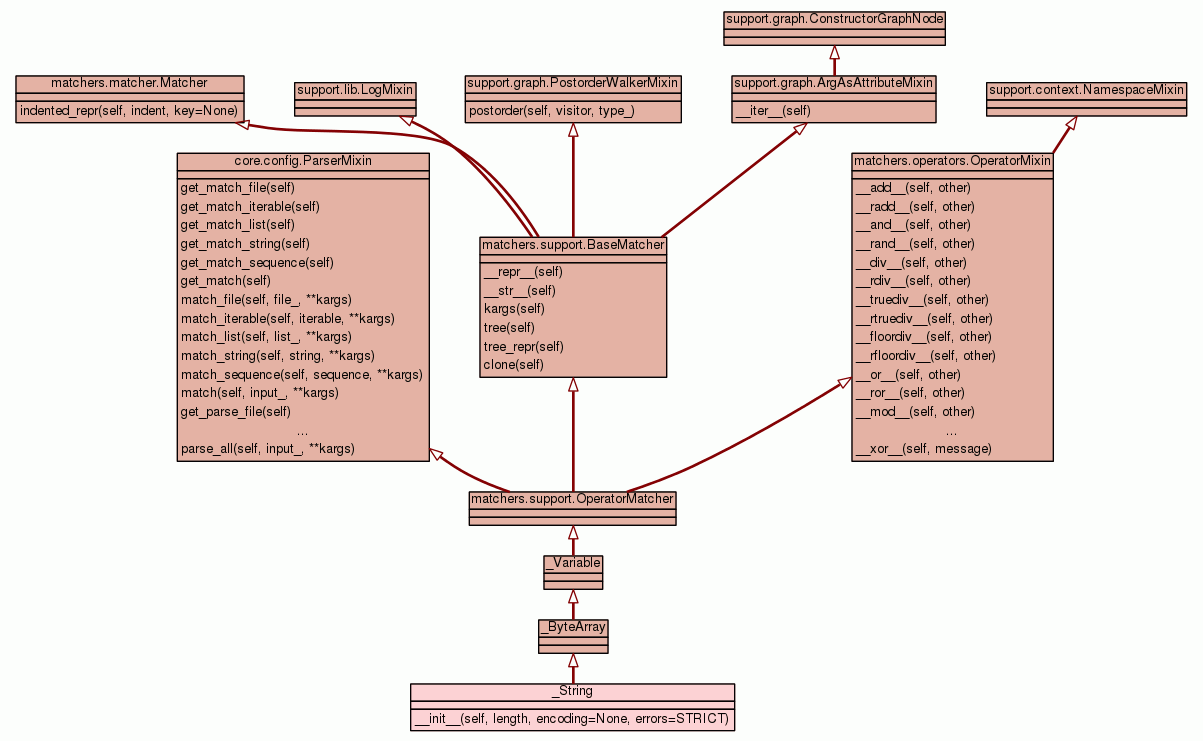 support.graph.ConstructorGraphNode
matchers.matcher.Matcher
indented_repr(self, indent, key=None)
support.lib.LogMixin
support.graph.PostorderWalkerMixin
postorder(self, visitor, type_)
support.graph.ArgAsAttributeMixin
__iter__(self)
support.context.NamespaceMixin
core.config.ParserMixin
get_match_file(self)
get_match_iterable(self)
get_match_list(self)
get_match_string(self)
get_match_sequence(self)
get_match(self)
match_file(self, file_, **kargs)
match_iterable(self, iterable, **kargs)
match_list(self, list_, **kargs)
match_string(self, string, **kargs)
match_sequence(self, sequence, **kargs)
match(self, input_, **kargs)
get_parse_file(self)
...
parse_all(self, input_, **kargs)
matchers.support.BaseMatcher
__repr__(self)
__str__(self)
kargs(self)
tree(self)
tree_repr(self)
clone(self)
matchers.operators.OperatorMixin
__add__(self, other)
__radd__(self, other)
__and__(self, other)
__rand__(self, other)
__div__(self, other)
__rdiv__(self, other)
__truediv__(self, other)
__rtruediv__(self, other)
__floordiv__(self, other)
__rfloordiv__(self, other)
__or__(self, other)
__ror__(self, other)
__mod__(self, other)
...
__xor__(self, message)
matchers.support.OperatorMatcher
_Variable
_ByteArray
_String
__init__(self, length, encoding=None, errors=STRICT)